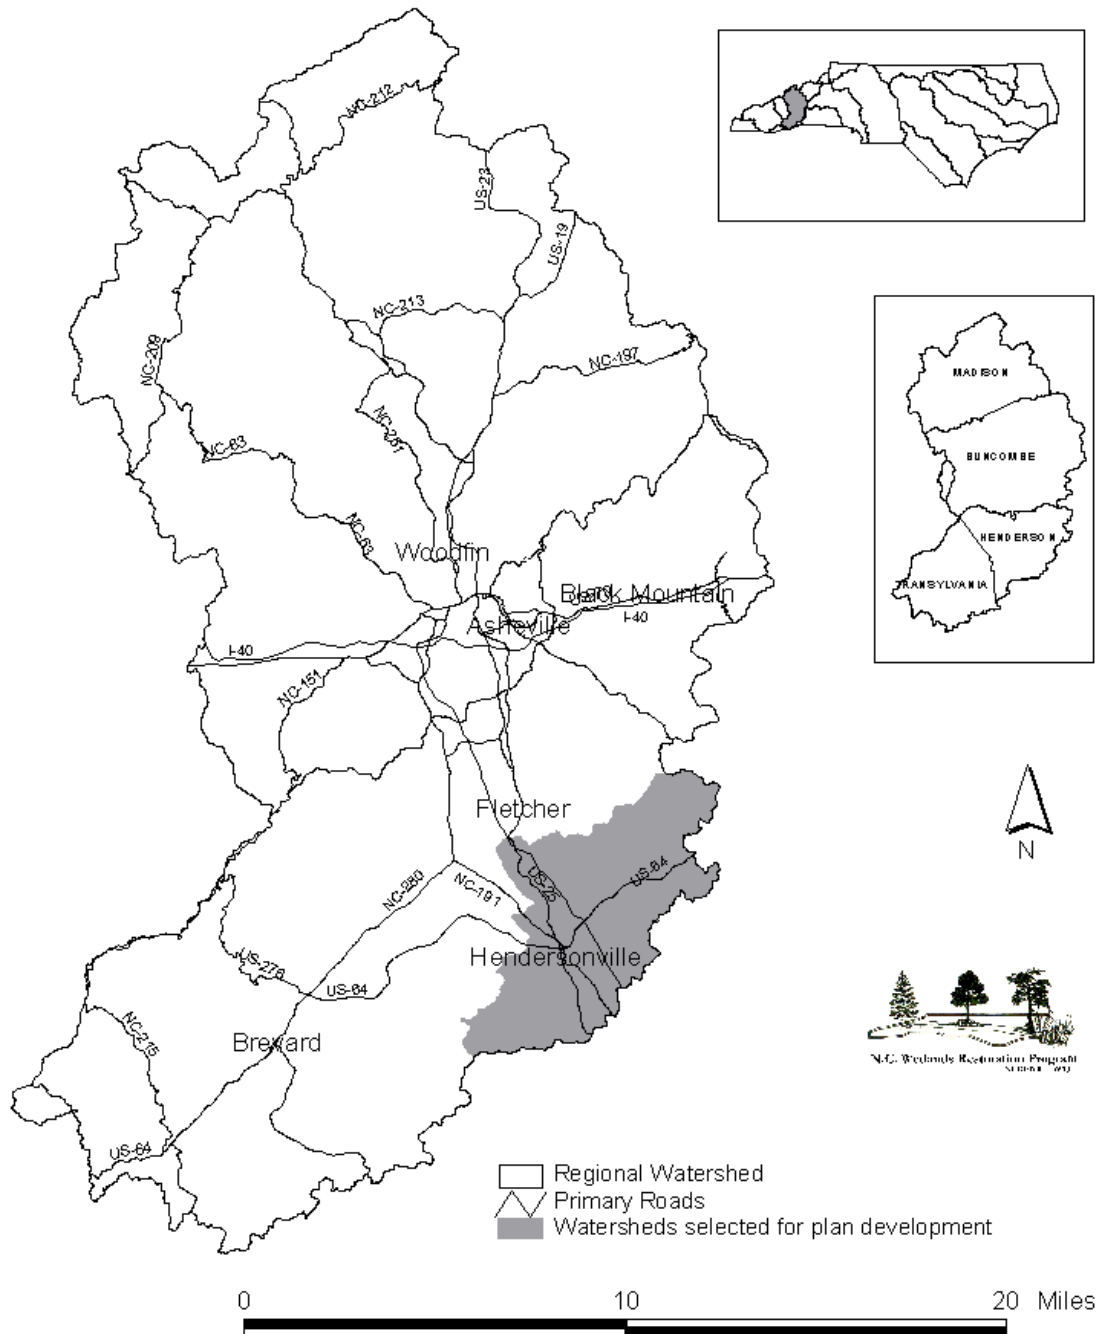 NC-212
US-23
US-19
NC-213
NC-209
NC-197
NC-251
NC-63
NC-63
Woodfin
Black Mountain
I-40
Asheville
I-40
NC-151
Fletcher
US-64
US-25
NC-280
NC-191
Hendersonville
US-276
US-64
NC-215
Brevard
US-64
MADISON
BUNCOMBE
HENDERSON
TRANSYLVANIA
N
N.C. Wetlands Restoration Program
Regional Watershed
Primary Roads
Watersheds selected for plan development
0 10 20 Miles